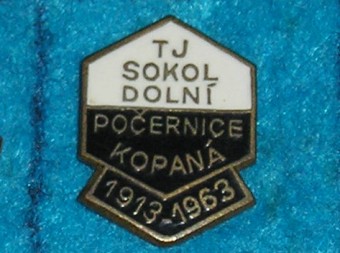 TJ
SOKOL
DOLNÍ
POČERNICE
KOPANÁ
1913-1963